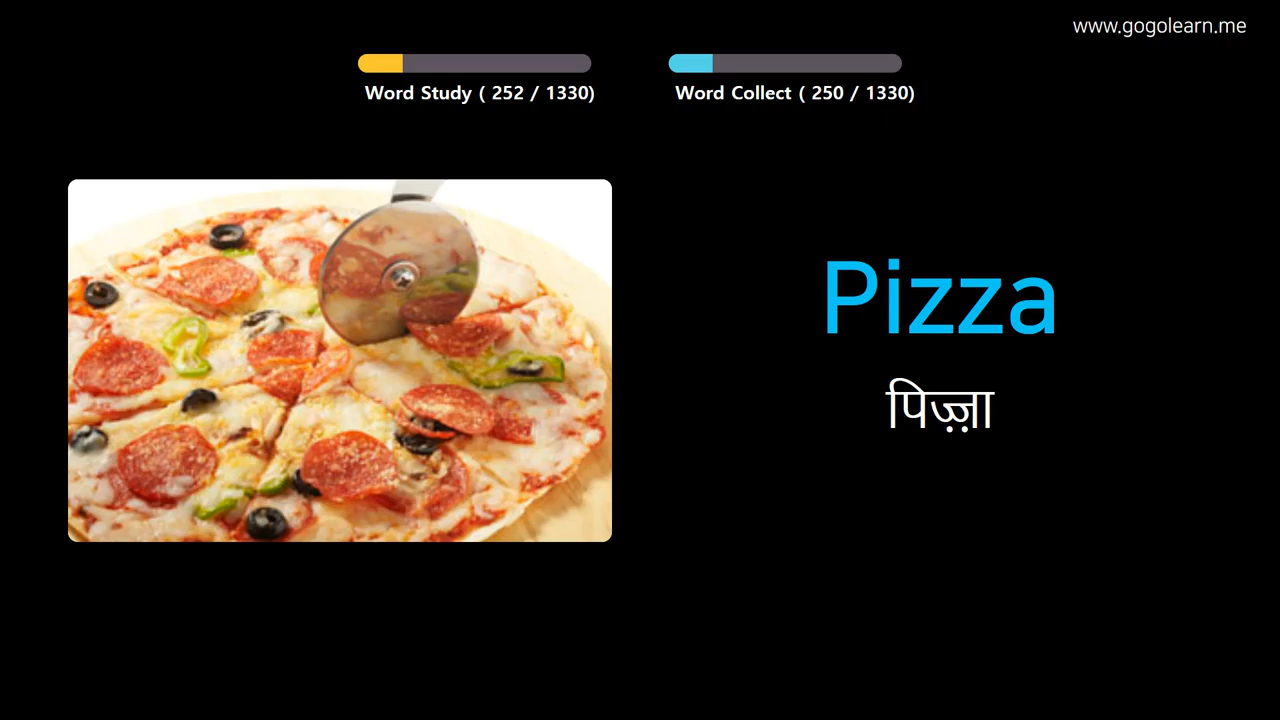 www.gogolearn.me
Word Study ( 252 / 1330)
Word Collect ( 250 / 1330)
Pizza
पिज़्ज़ा